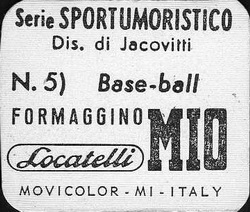 Serie SPORTUMORISTICO
Dis. di Jacovitti
N. 5) Base-ball
FORMAGGINO MIO
Locatelli
MOVICOLOR - MI - ITALY